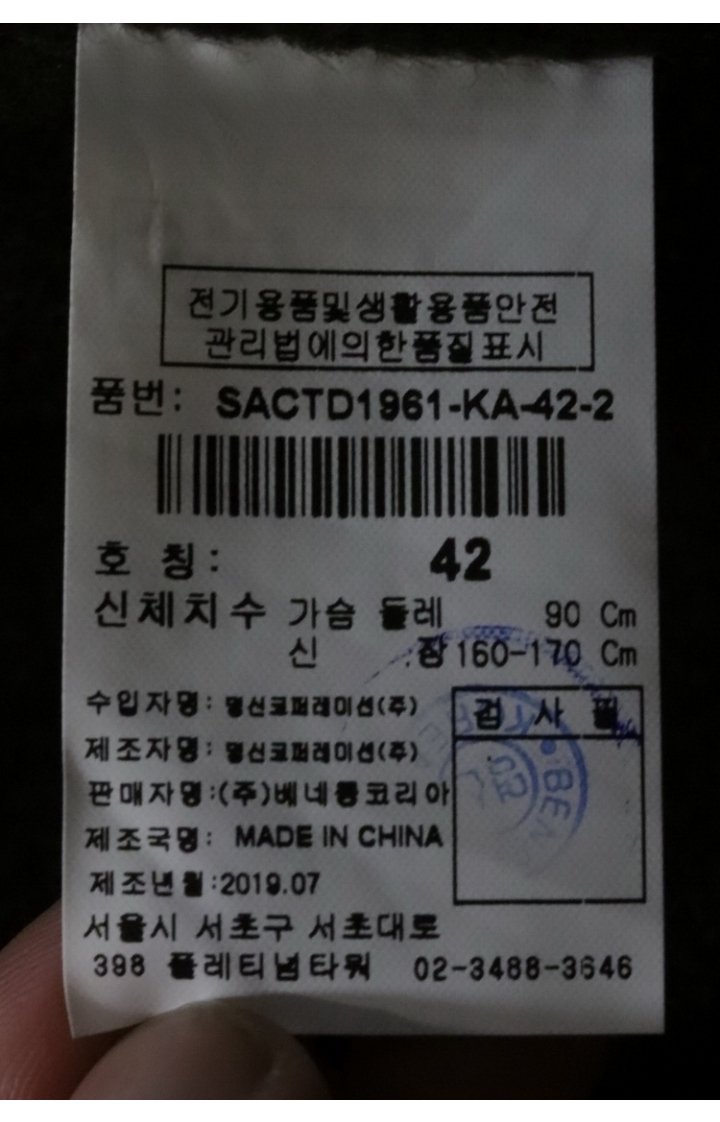 전기용품및생활용품안전
관리법에의한품질표시
품번: SACTD1961-KA-42-2
호 칭: 42
신체치수 가슴 둘레 90 Cm
신 장 160-170 Cm
수입자명: 명신코퍼레이션(주)
검 사 필
제조자명: 명신코퍼레이션(주)
판매자명:(주)베네통코리아
제조국명: MADE IN CHINA
제조년월:2019.07
서울시 서초구 서초대로
398 플레티넘타워 02-3488-3646